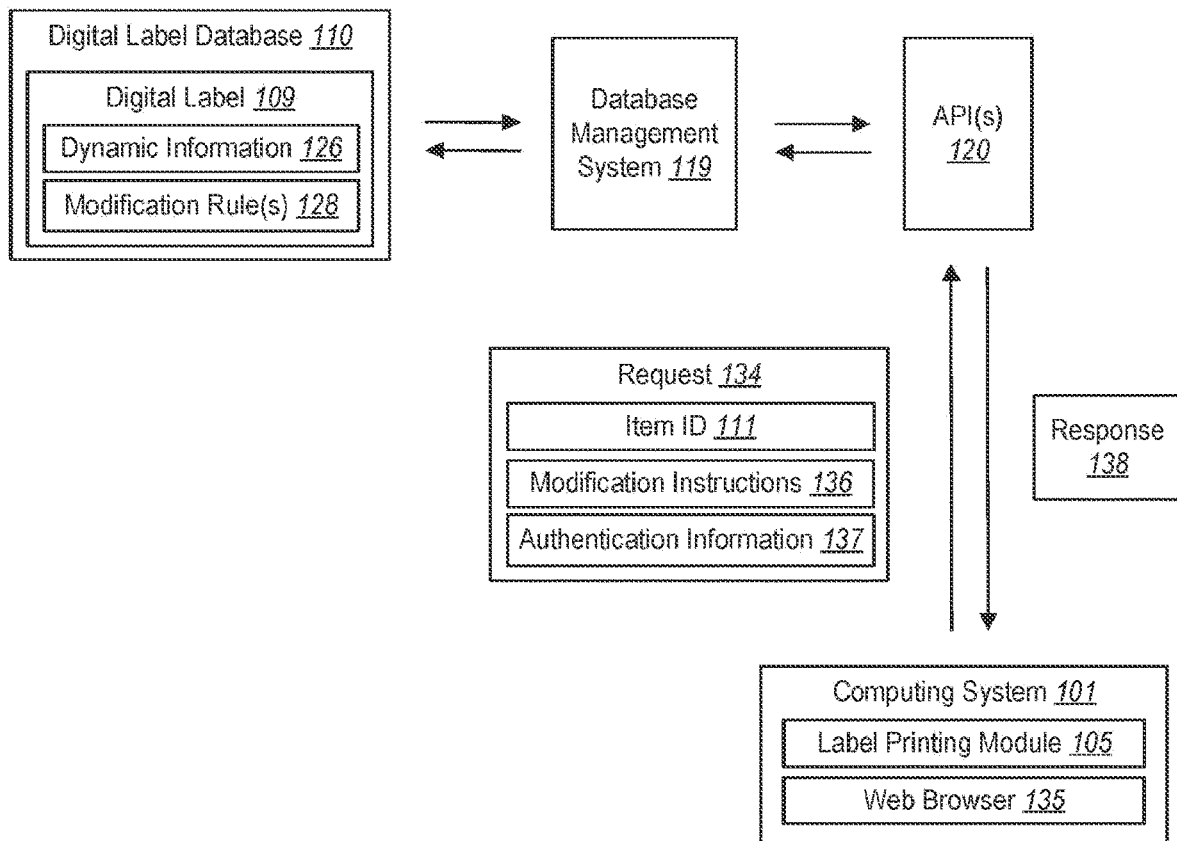 Digital Label Database 110
Digital Label 109
Dynamic Information 126
Modification Rule(s) 128
Database
Management
System 119
API(s)
120
Request 134
Item ID 111
Modification Instructions 136
Authentication Information 137
Response
138
Computing System 101
Label Printing Module 105
Web Browser 135